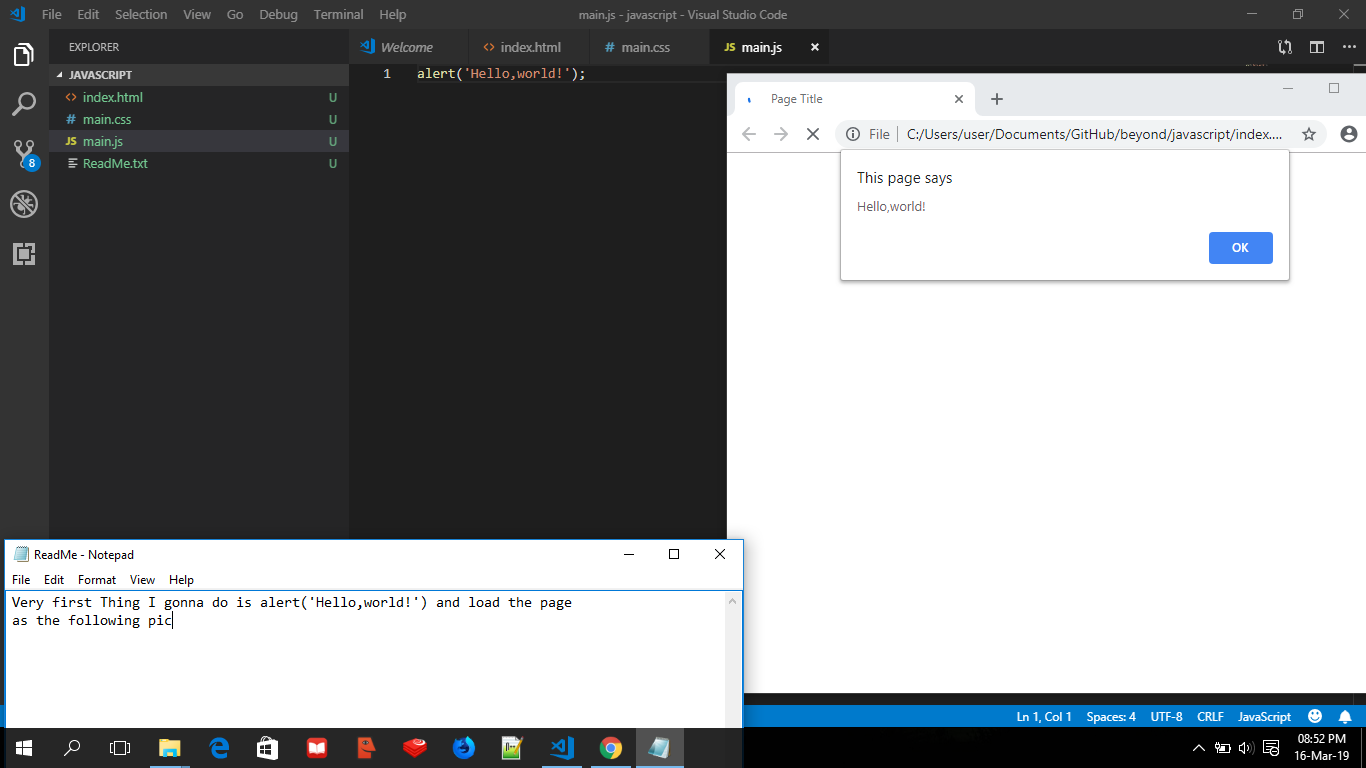 File Edit Selection View Go Debug Terminal Help
main.js - javascript - Visual Studio Code
EXPLORER
JAVASCRIPT
index.html U
main.css U
JS main.js U
ReadMe.txt U
8
Welcome
index.html
# main.css
JS main.js
1 alert('Hello,world!');
Page Title
File C:/Users/user/Documents/GitHub/beyond/javascript/index....
This page says
Hello,world!
OK
ReadMe - Notepad
File Edit Format View Help
Very first Thing I gonna do is alert('Hello,world!') and load the page
as the following pic
Ln 1, Col 1 Spaces: 4 UTF-8 CRLF JavaScript
08:52 PM
16-Mar-19